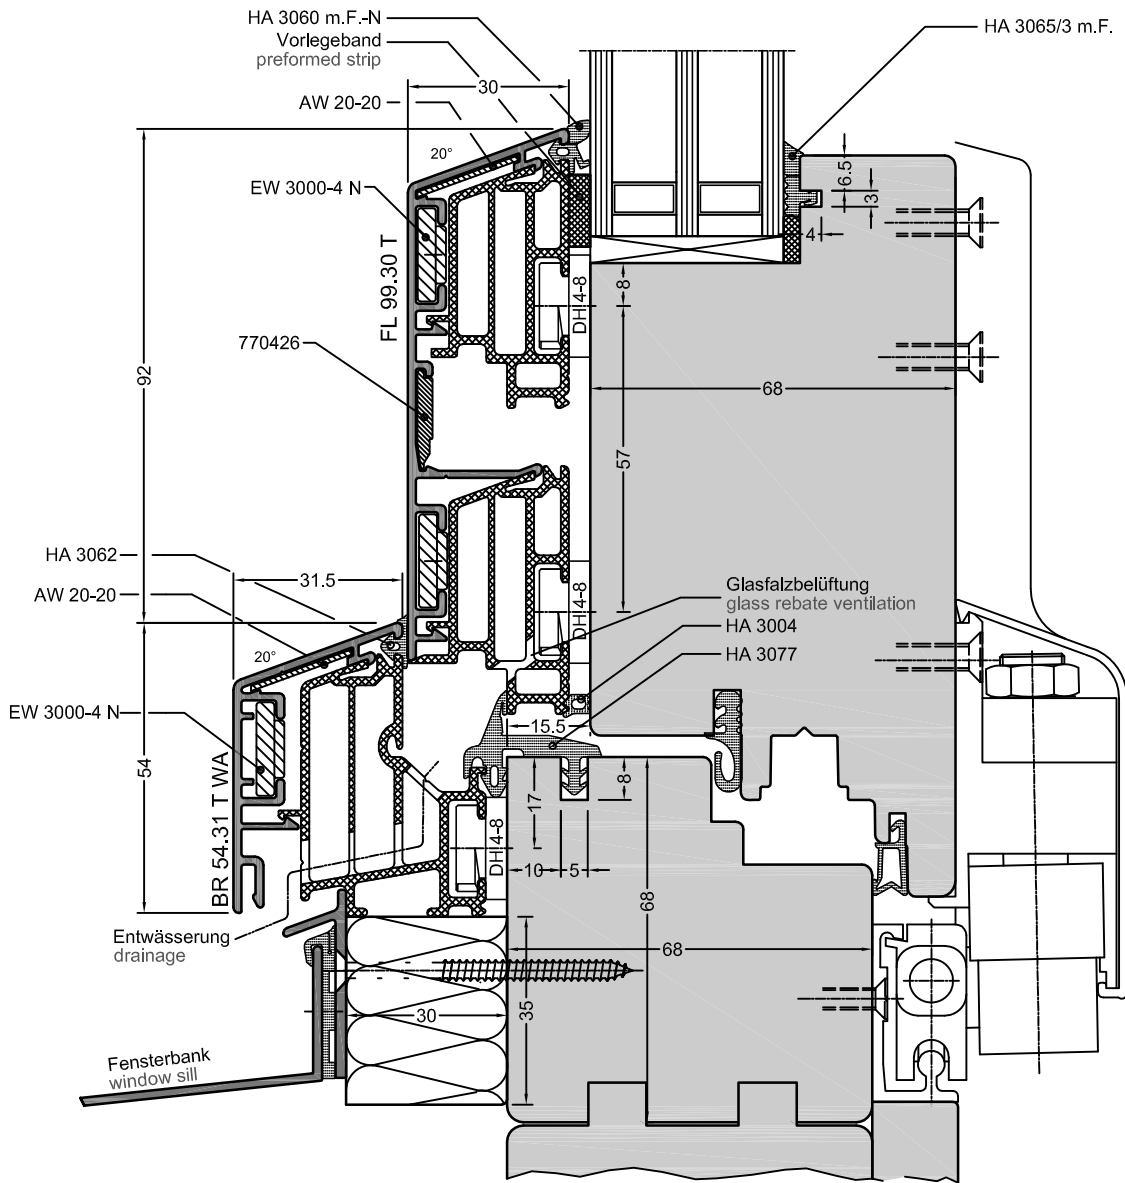 HA 3060 m.F.-N
Vorlegeband
preformed strip
HA 3065/3 m.F.
30
AW 20-20
20°
EW 3000-4 N
6.5
3
4
FL 99.30 T
DH 4-8
8
770426
92
68
57
HA 3062
31.5
AW 20-20
DH 4-8
Glasfalzbelüftung
glass rebate ventilation
HA 3004
HA 3077
20°
EW 3000-4 N
15.5
54
BR 54.31 T WA
8
17
DH 4-8
10
5
68
Entwässerung
drainage
68
30
35
Fensterbank
window sill